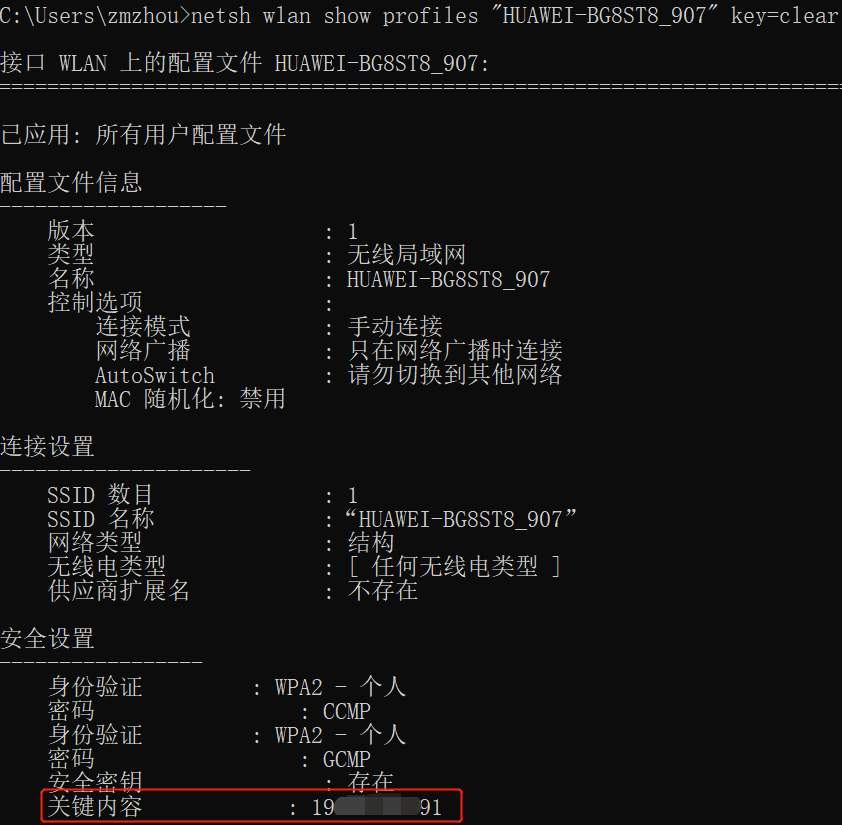 C:\Users\zmzhou>netsh wlan show profiles "HUAWEI-BG8ST8_907" key=clear
接口 WLAN 上的配置文件 HUAWEI-BG8ST8_907:
=======================================================================
已应用: 所有用户配置文件
配置文件信息
-------------------
版本 : 1
类型 : 无线局域网
名称 : HUAWEI-BG8ST8_907
控制选项 :
连接模式 : 手动连接
网络广播 : 只在网络广播时连接
AutoSwitch : 请勿切换到其他网络
MAC 随机化: 禁用
连接设置
---------------------
SSID 数目 : 1
SSID 名称 :“HUAWEI-BG8ST8_907”
网络类型 : 结构
无线电类型 : [ 任何无线电类型 ]
供应商扩展名 : 不存在
安全设置
-----------------
身份验证 : WPA2 - 个人
密码 : CCMP
身份验证 : WPA2 - 个人
密码 : GCMP
安全密钥 : 存在
关键内容 : 19 91